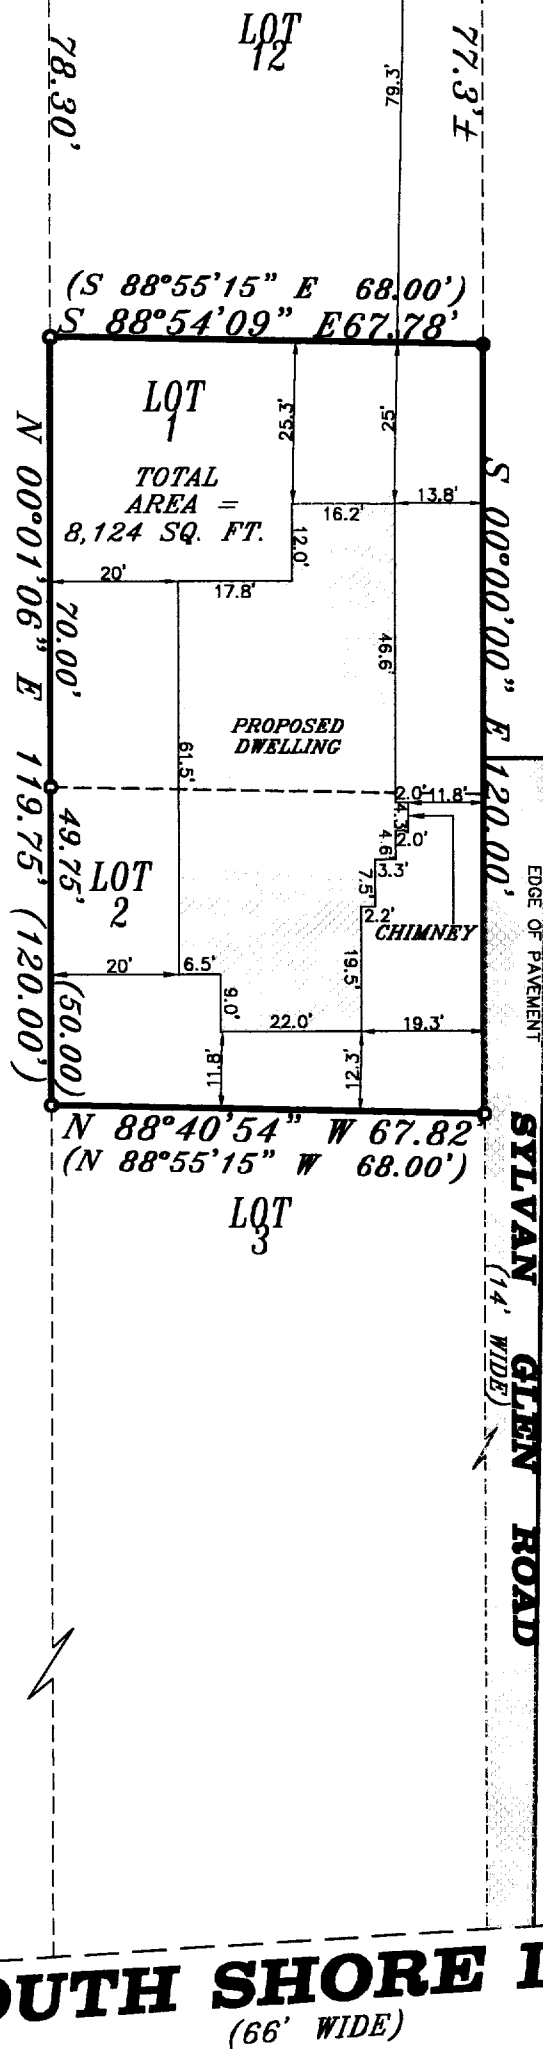 LOT
12
78.30'
79.3'
77.3'±
(S 88°55'15" E 68.00')
S 88°54'09" E 67.78'
LOT
1
TOTAL
AREA =
8,124 SQ. FT.
25.3'
25'
13.8'
16.2'
12.0'
20'
17.8'
N 00°01'06" E 119.75' (120.00')
70.00'
S 00°00'00" E 120.00'
46.6'
PROPOSED
DWELLING
61.5'
2.0'
11.8'
4.3'
2.0'
4.6'
3.3'
7.5'
2.2'
CHIMNEY
49.75'
(50.00')
LOT
2
EDGE OF PAVEMENT
20'
6.5'
9.0'
19.5'
22.0'
19.3'
11.8'
12.3'
N 88°40'54" W 67.82'
(N 88°55'15" W 68.00')
LOT
3
SYLVAN GLEN ROAD
(14' WIDE)
OUTH SHORE
(66' WIDE)